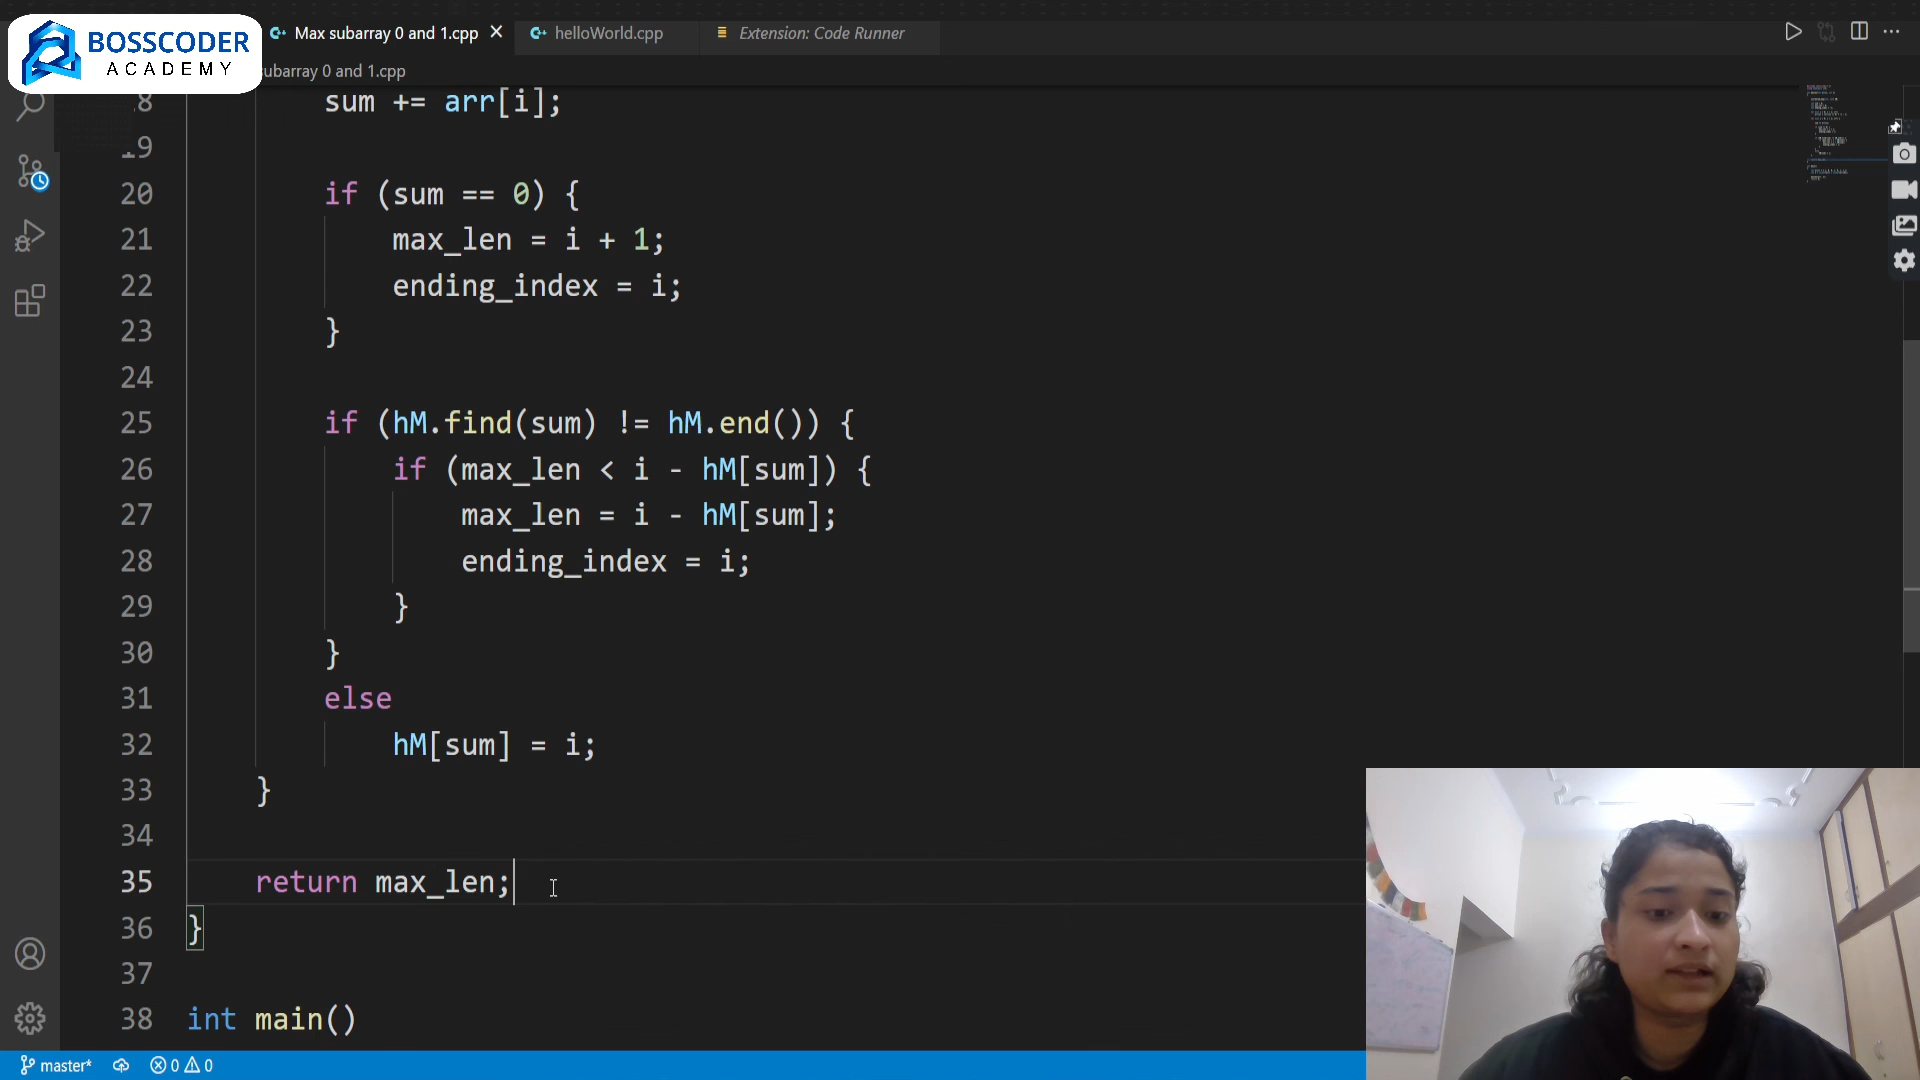 BOSSCODER
ACADEMY
Max subarray 0 and 1.cpp
helloWorld.cpp
Extension: Code Runner
subarray 0 and 1.cpp
18 sum += arr[i];
19
20 if (sum == 0) {
21 max_len = i + 1;
22 ending_index = i;
23 }
24
25 if (hM.find(sum) != hM.end()) {
26 if (max_len < i - hM[sum]) {
27 max_len = i - hM[sum];
28 ending_index = i;
29 }
30 }
31 else
32 hM[sum] = i;
33 }
34
35 return max_len;
36 }
37
38 int main()
master* 0 0